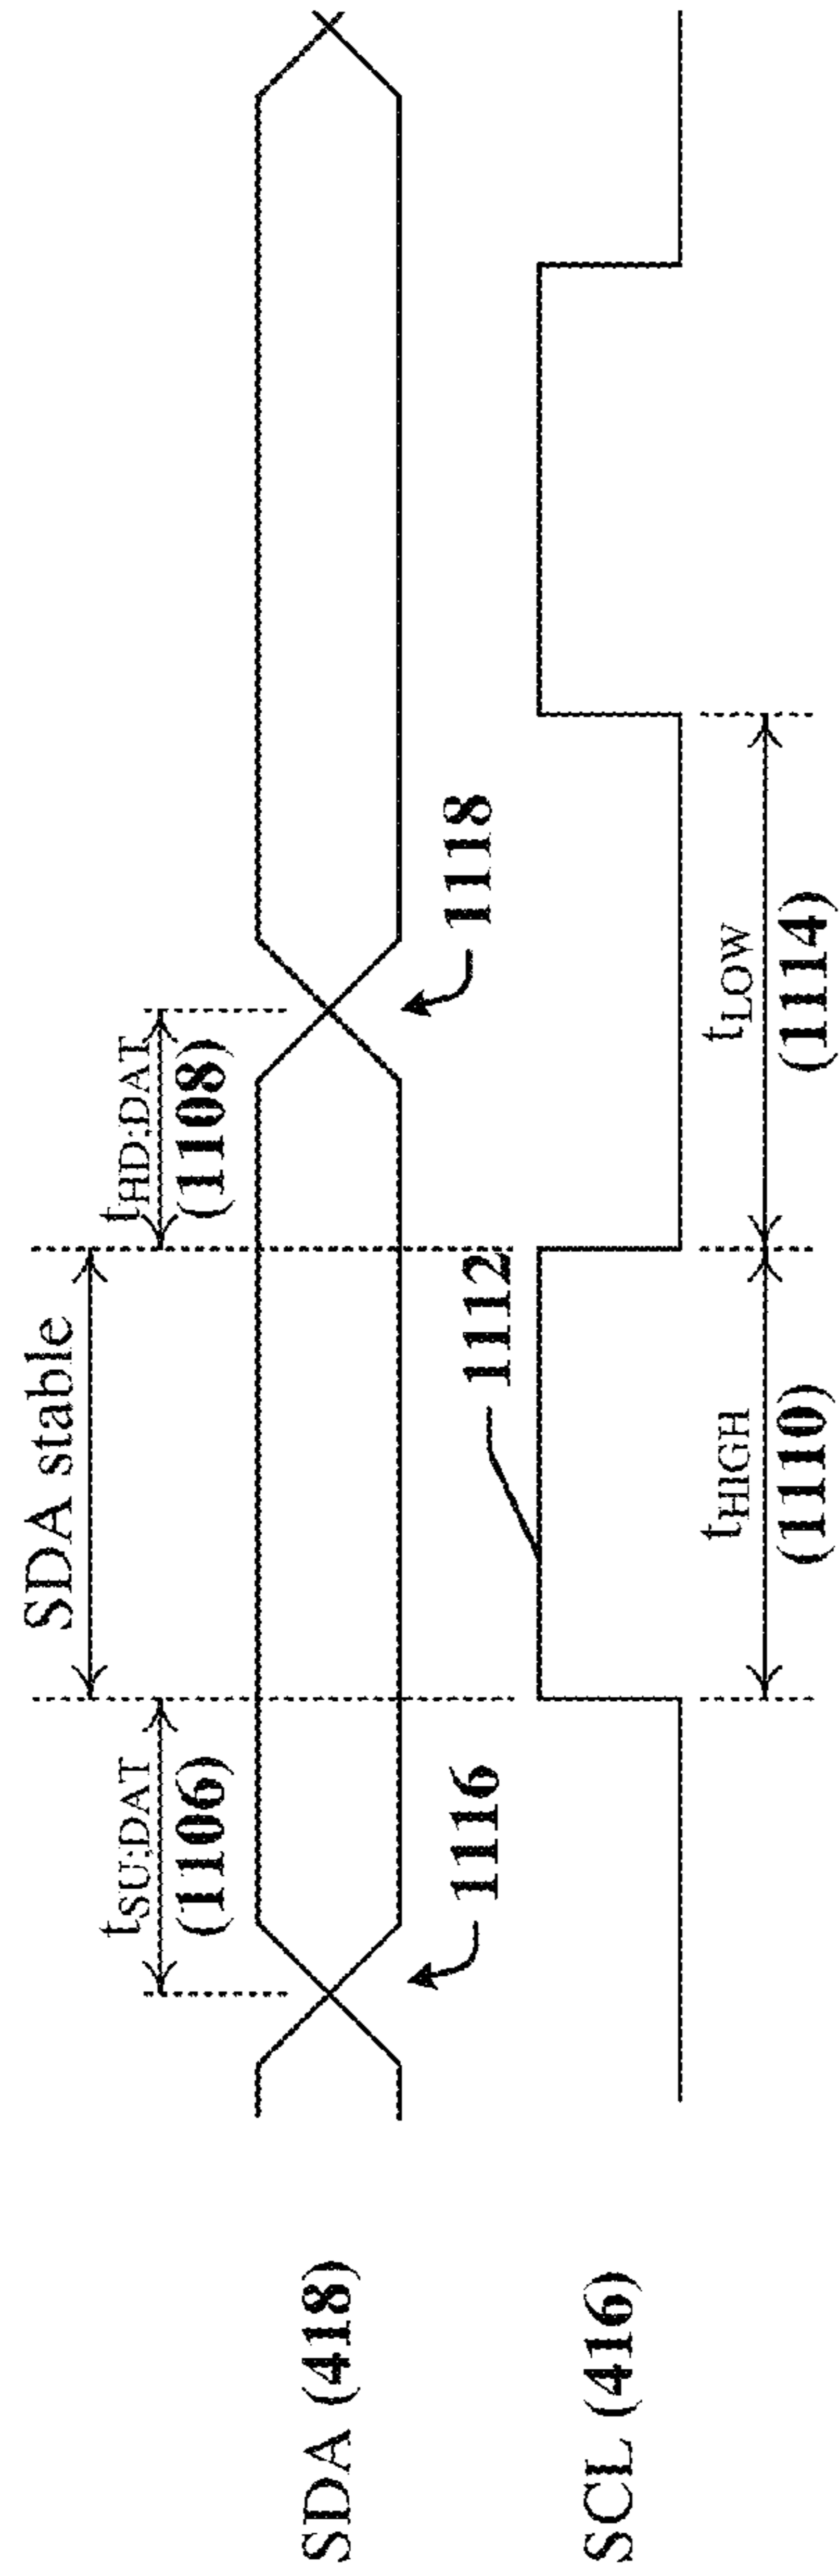 SDA stable
tSU;DAT
(1106)
tHD;DAT
(1108)
SDA (418)
1116
1118
SCL (416)
1112
tHIGH
(1110)
tLOW
(1114)